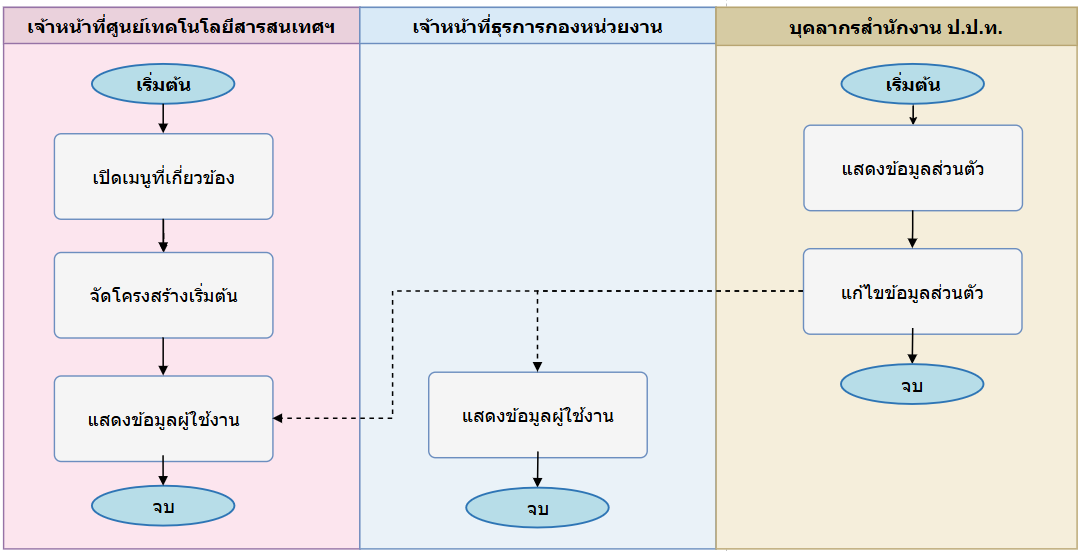 เจ้าหน้าที่ศูนย์เทคโนโลยีสารสนเทศฯ
เจ้าหน้าที่ธุรการกองหน่วยงาน
บุคลากรสำนักงาน ป.ป.ท.
เริ่มต้น
เปิดเมนูที่เกี่ยวข้อง
จัดโครงสร้างเริ่มต้น
แสดงข้อมูลผู้ใช้งาน
จบ
แสดงข้อมูลผู้ใช้งาน
จบ
เริ่มต้น
แสดงข้อมูลส่วนตัว
แก้ไขข้อมูลส่วนตัว
จบ